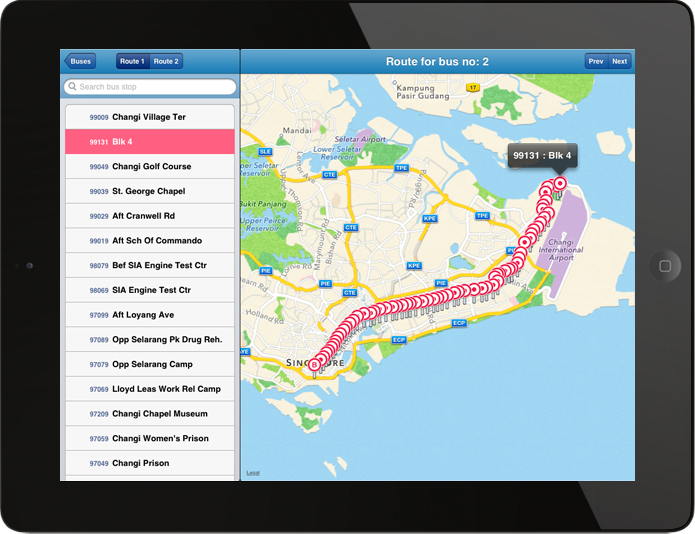 Buses
Route 1
Route 2
Route for bus no: 2
Prev
Next
Search bus stop
99009 Changi Village Ter
99131 Blk 4
99049 Changi Golf Course
99039 St. George Chapel
99029 Aft Cranwell Rd
99019 Aft Sch Of Commando
98079 Bef SIA Engine Test Ctr
98069 SIA Engine Test Ctr
97099 Aft Loyang Ave
97089 Opp Selarang Pk Drug Reh.
97079 Opp Selarang Camp
97069 Lloyd Leas Work Rel Camp
97209 Changi Chapel Museum
97059 Changi Women's Prison
97049 Changi Prison
Kampung
Pasir Gudang
17
Mandai
Seletar Airport
SLE
Lower Seletar
Reservoir
CTE
TPE
99131 : Blk 4
Bukit Panjang
Upper Peirce
Reservoir
KPE
TPE
CTE
Changi
International
Airport
PIE
KPE
PIE
PIE
CTE
Holland Rd
ECP
ECP
Legal